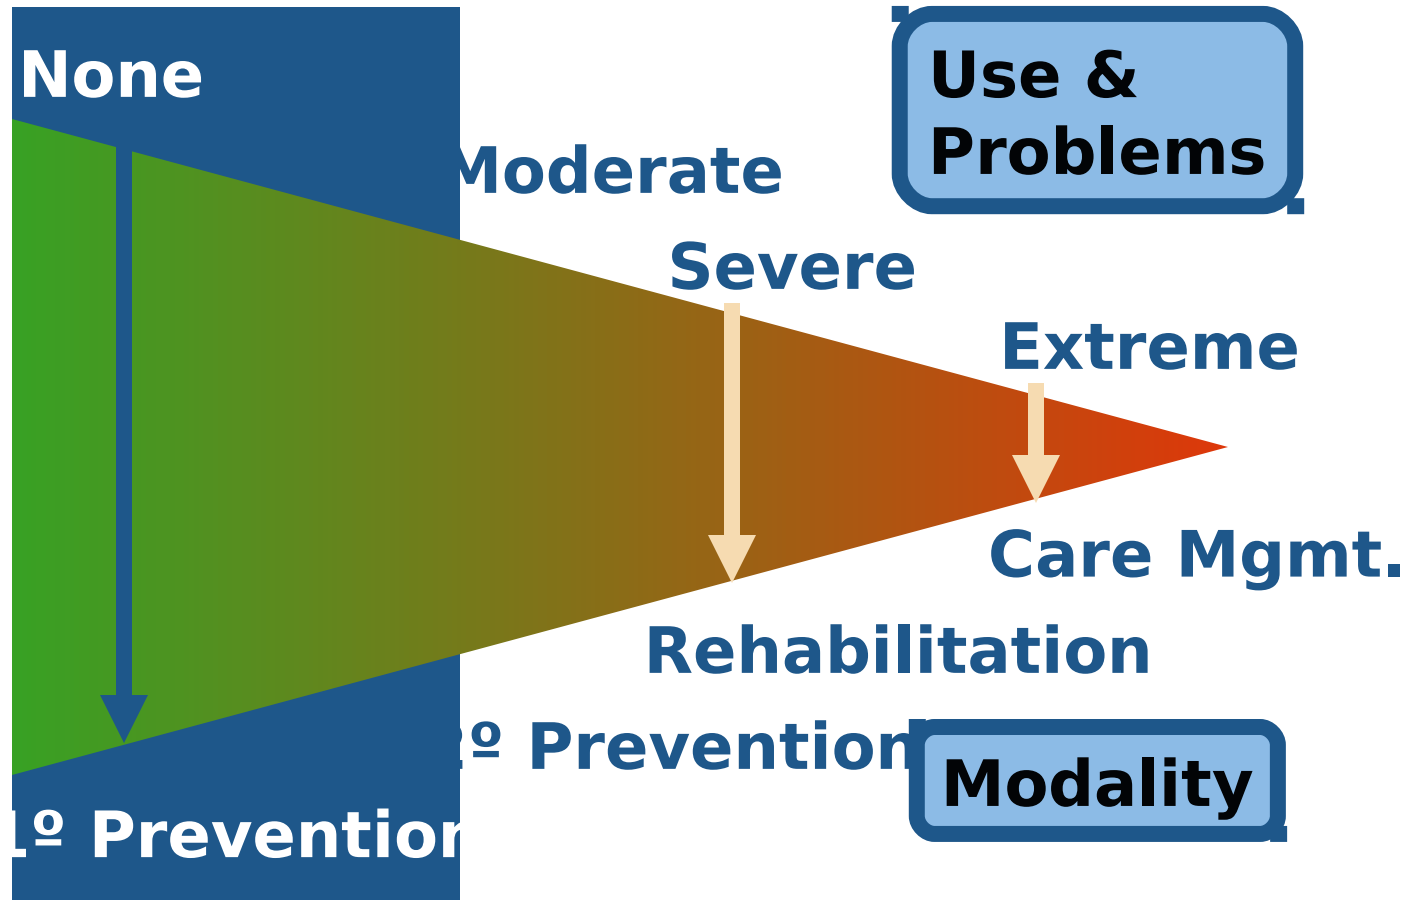 None
Use &
Problems
Moderate
Severe
Extreme
Care Mgmt.
Rehabilitation
2º Prevention
Modality
1º Prevention